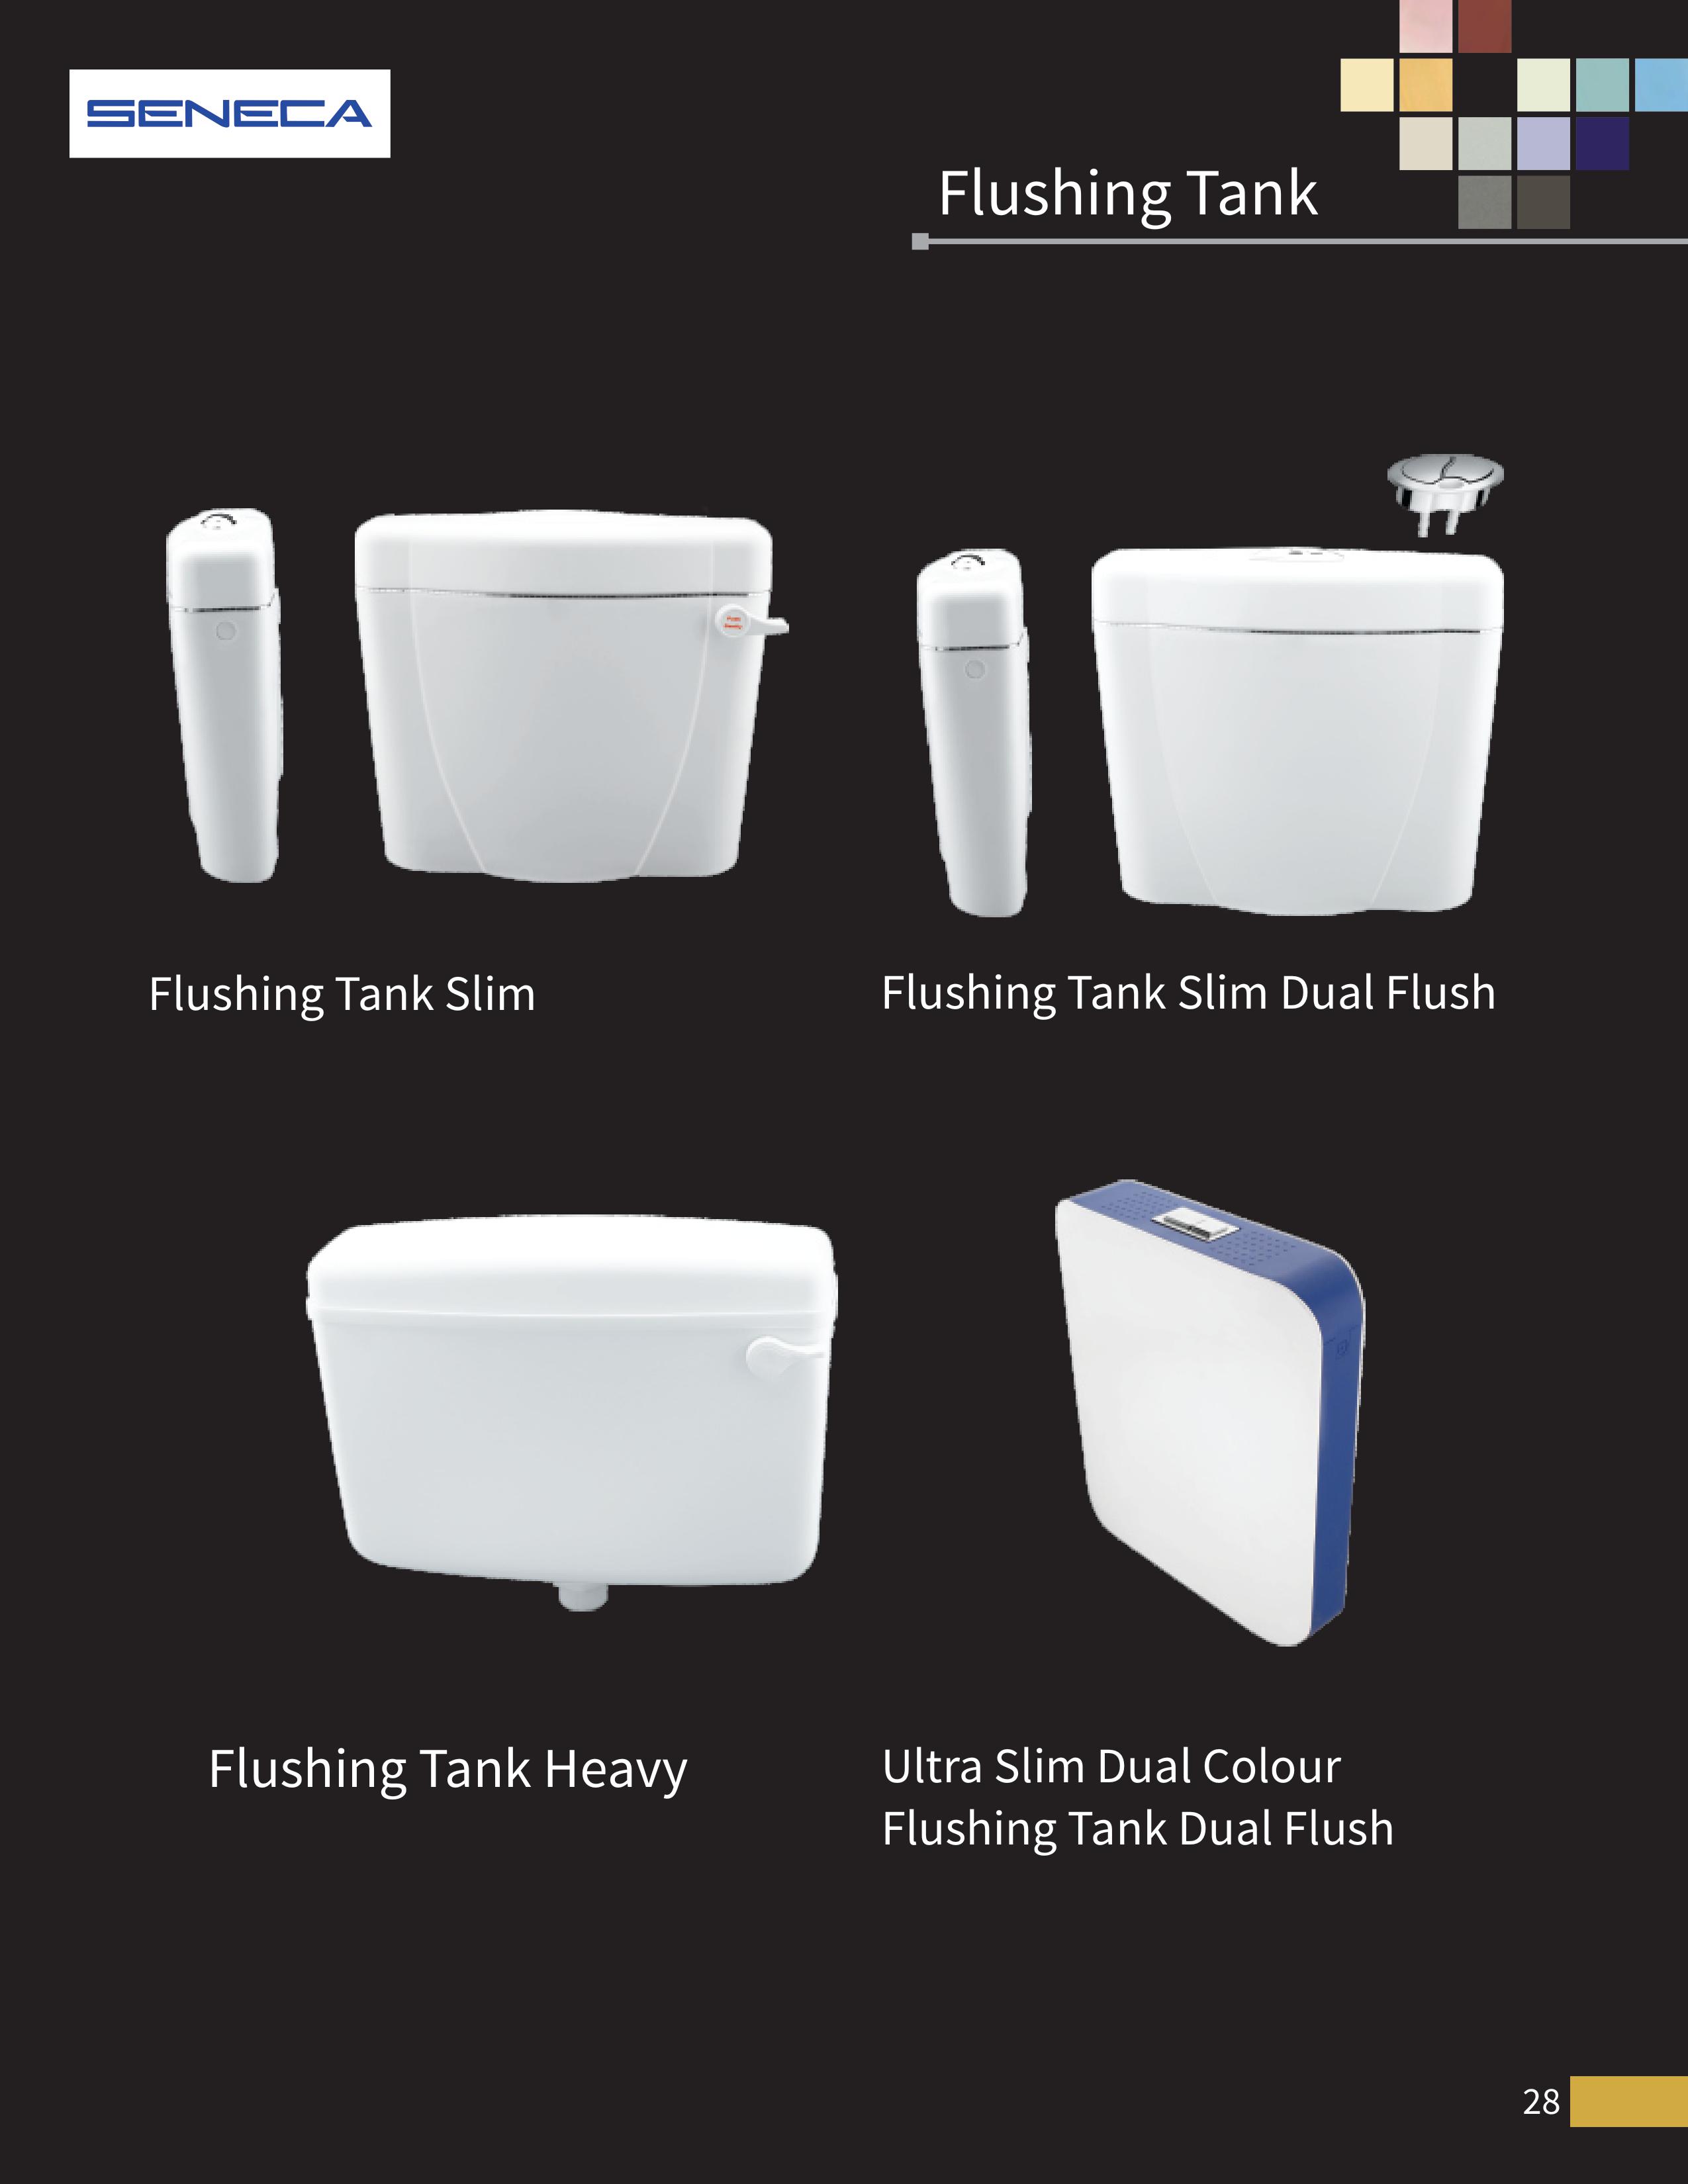 SENECA
Flushing Tank
Flushing Tank Slim
Flushing Tank Slim Dual Flush
Flushing Tank Heavy
Ultra Slim Dual Colour
Flushing Tank Dual Flush
28